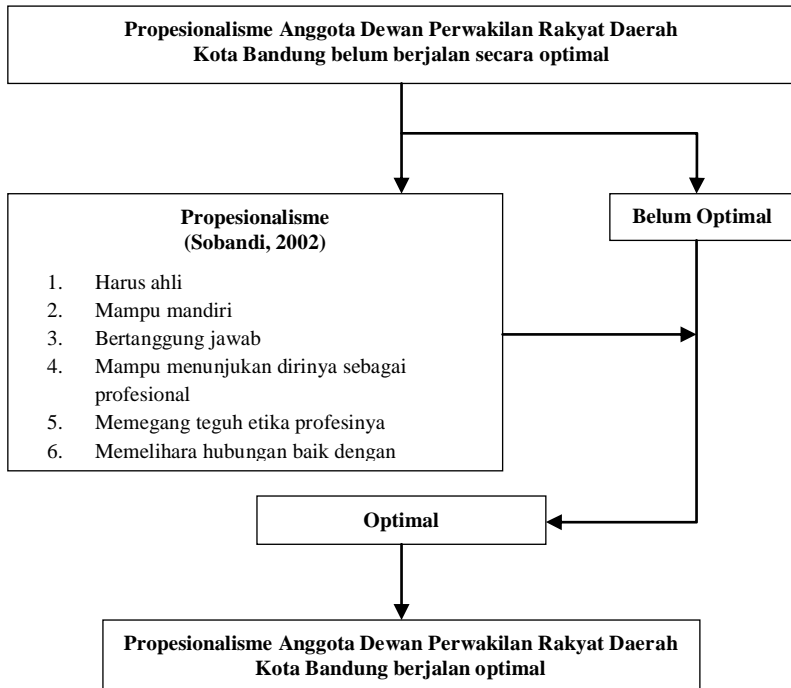 Propesionalisme Anggota Dewan Perwakilan Rakyat Daerah
Kota Bandung belum berjalan secara optimal
Propesionalisme
(Sobandi, 2002)
1. Harus ahli
2. Mampu mandiri
3. Bertanggung jawab
4. Mampu menunjukan dirinya sebagai
profesional
5. Memegang teguh etika profesinya
6. Memelihara hubungan baik dengan
Belum Optimal
Optimal
Propesionalisme Anggota Dewan Perwakilan Rakyat Daerah
Kota Bandung berjalan optimal